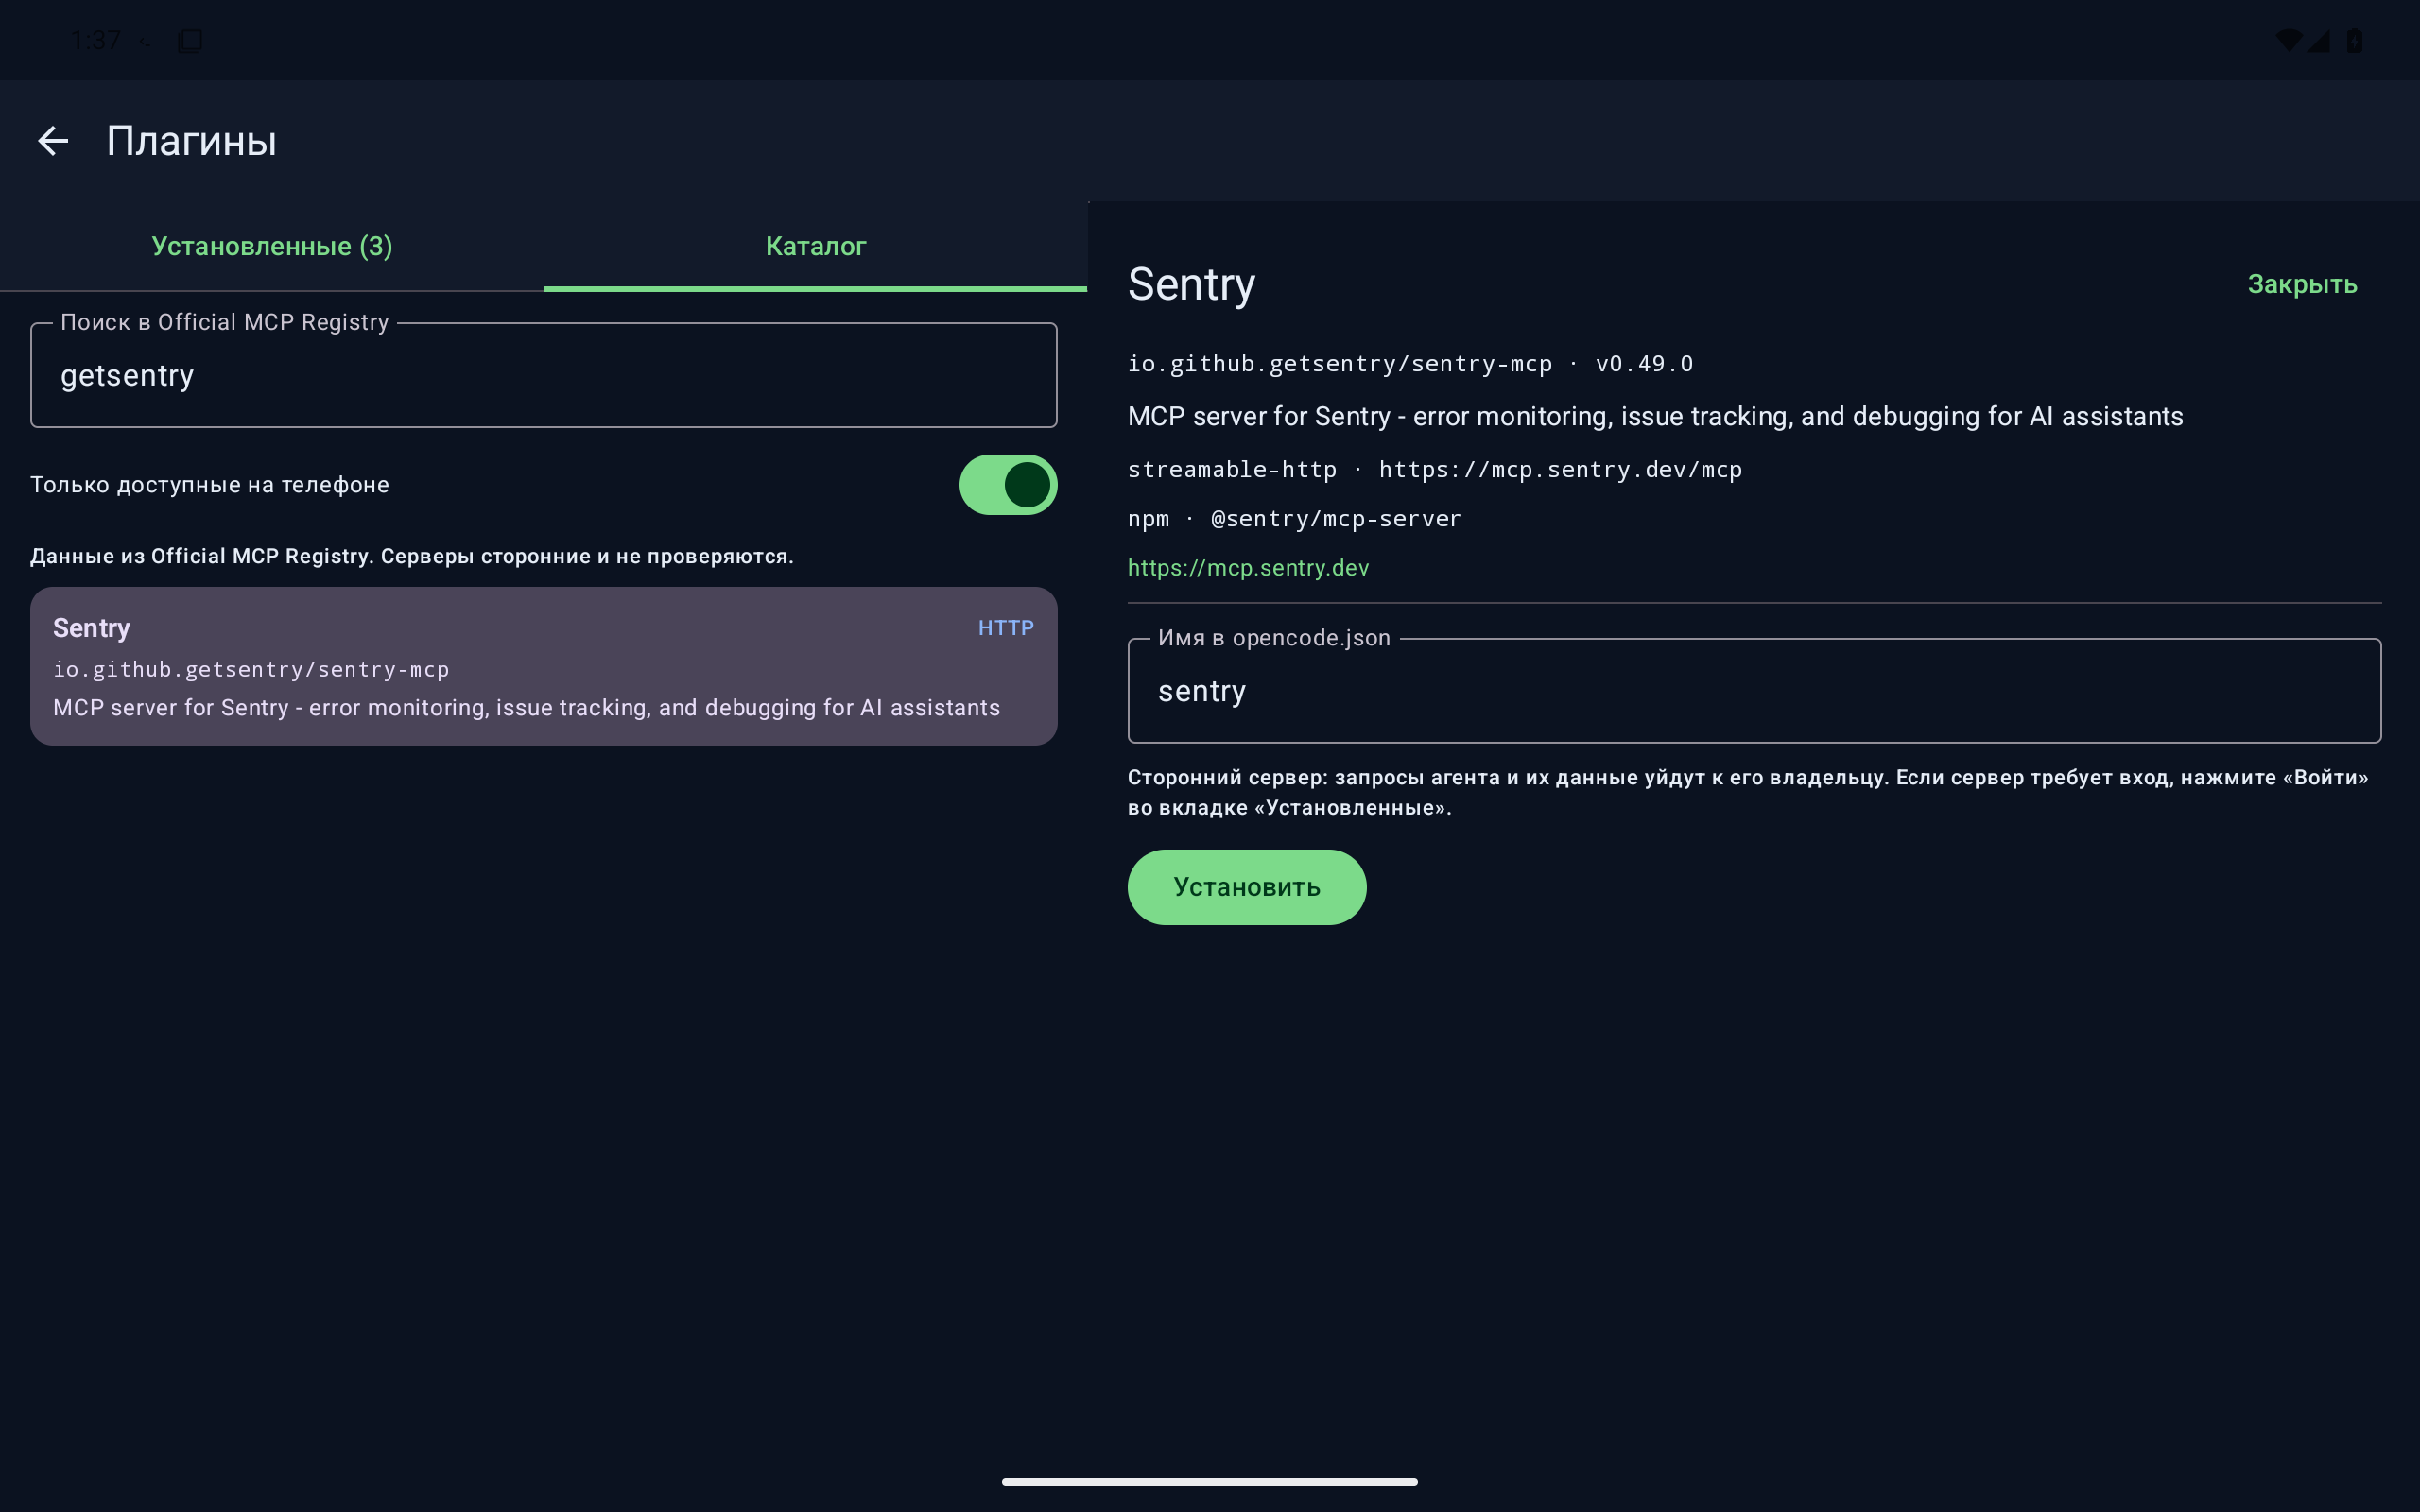 1:37
Плагины
Установленные (3)
Каталог
Поиск в Official MCP Registry
getsentry
Только доступные на телефоне
Данные из Official MCP Registry. Серверы сторонние и не проверяются.
Sentry
HTTP
io.github.getsentry/sentry-mcp
MCP server for Sentry - error monitoring, issue tracking, and debugging for AI assistants
Sentry
Закрыть
io.github.getsentry/sentry-mcp · v0.49.0
MCP server for Sentry - error monitoring, issue tracking, and debugging for AI assistants
streamable-http · https://mcp.sentry.dev/mcp
npm · @sentry/mcp-server
https://mcp.sentry.dev
Имя в opencode.json
sentry
Сторонний сервер: запросы агента и их данные уйдут к его владельцу. Если сервер требует вход, нажмите «Войти»
во вкладке «Установленные».
Установить